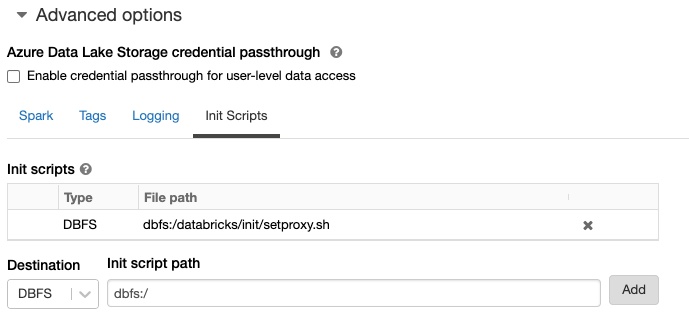 Advanced options
Azure Data Lake Storage credential passthrough ?
Enable credential passthrough for user-level data access
Spark Tags Logging Init Scripts
Init scripts ?
Type File path
DBFS dbfs:/databricks/init/setproxy.sh
Destination Init script path
DBFS dbfs:/ Add